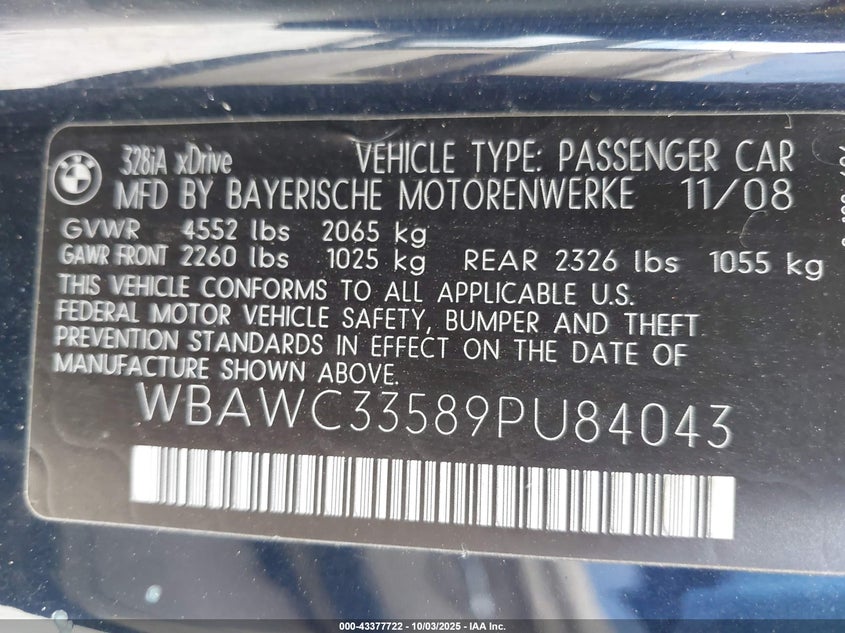 328iA xDrive VEHICLE TYPE: PASSENGER CAR
MFD BY BAYERISCHE MOTORENWERKE 11/08
GVWR 4552 lbs 2065 kg
GAWR FRONT 2260 lbs 1025 kg REAR 2326 lbs 1055 kg
THIS VEHICLE CONFORMS TO ALL APPLICABLE U.S.
FEDERAL MOTOR VEHICLE SAFETY, BUMPER AND THEFT
PREVENTION STANDARDS IN EFFECT ON THE DATE OF
MANUFACTURE SHOWN ABOVE.
WBAWC33589PU84043
000-43377722 - 10/03/2025 - IAA Inc.